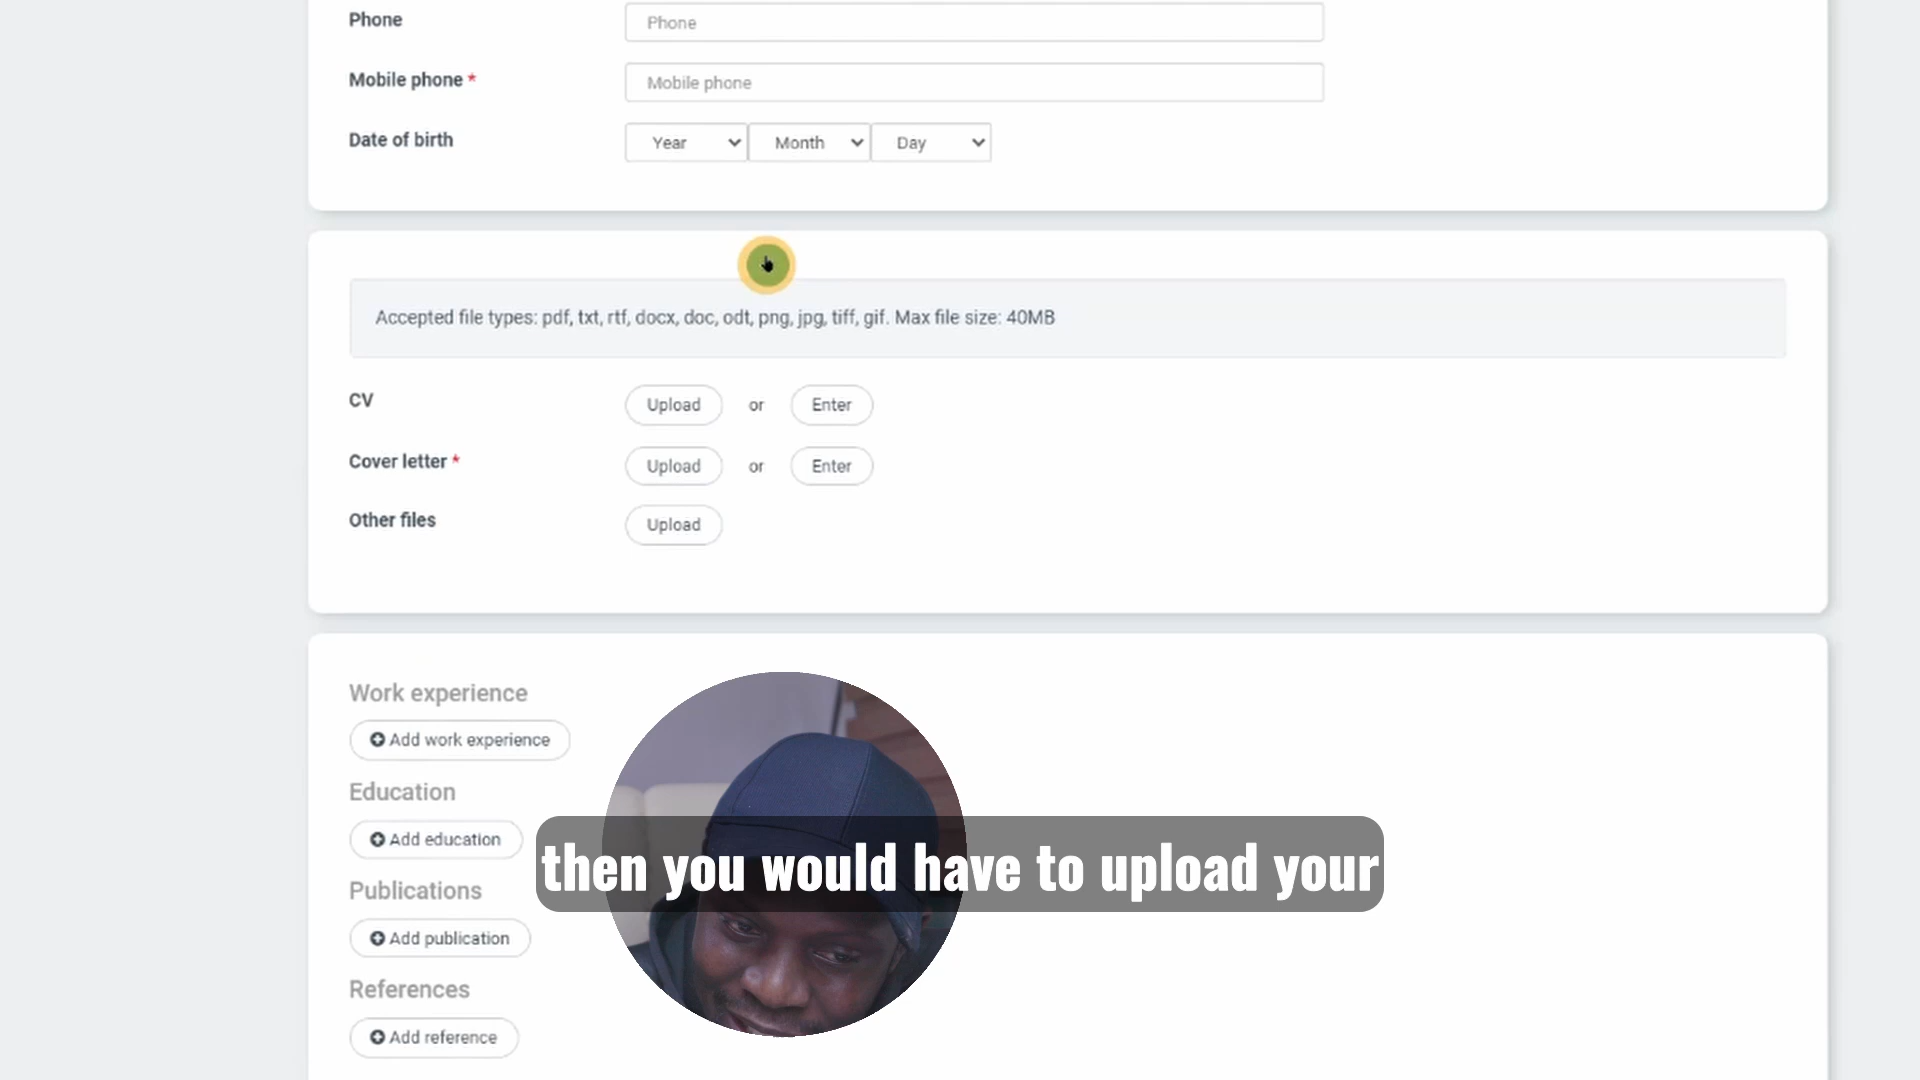 Phone
Phone
Mobile phone *
Mobile phone
Date of birth
Year Month Day
Accepted file types: pdf, txt, rtf, docx, doc, odt, png, jpg, tiff, gif. Max file size: 40MB
CV
Upload or Enter
Cover letter *
Upload or Enter
Other files
Upload
Work experience
Add work experience
Education
Add education
then you would have to upload your
Publications
Add publication
References
Add reference